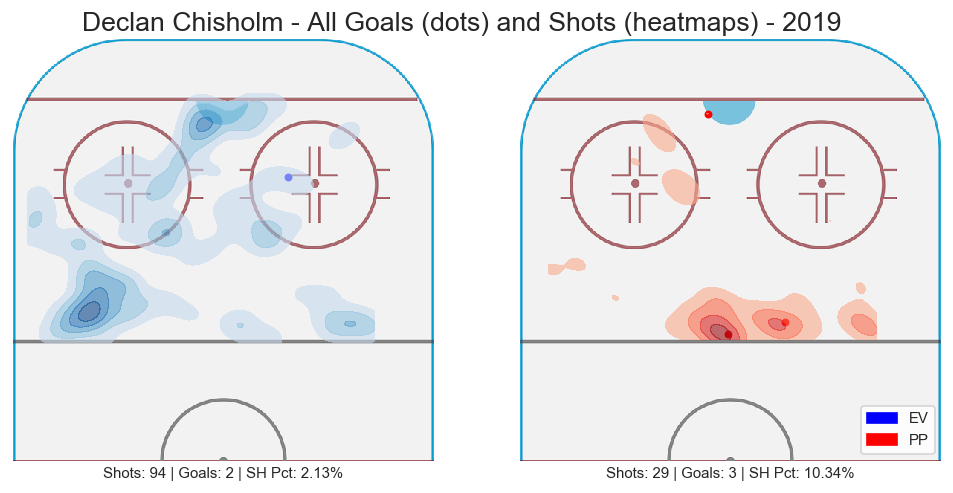 Declan Chisholm - All Goals (dots) and Shots (heatmaps) - 2019
EV
PP
Shots: 94 | Goals: 2 | SH Pct: 2.13%
Shots: 29 | Goals: 3 | SH Pct: 10.34%